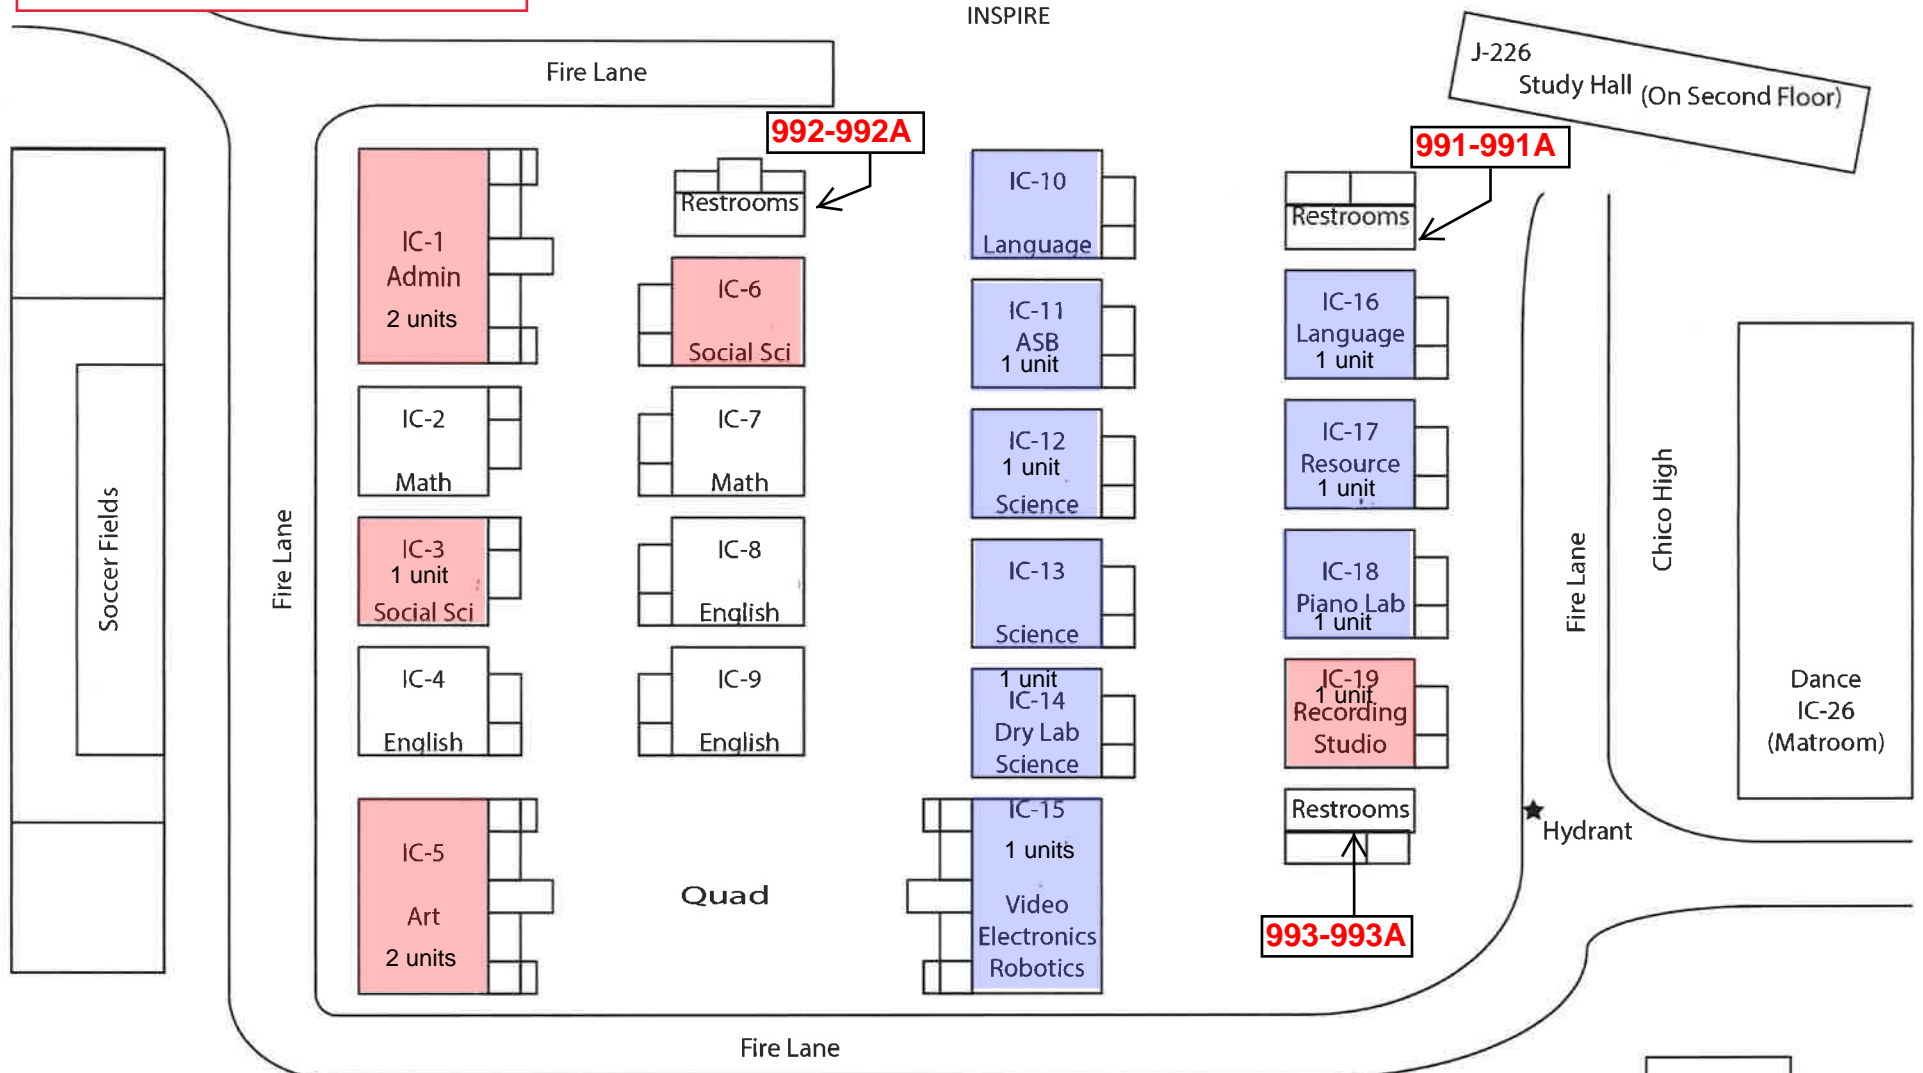 INSPIRE
Fire Lane
J-226
Study Hall (On Second Floor)
992-992A
991-991A
Restrooms
Restrooms
IC-1
Admin
2 units
IC-2
Math
IC-3
1 unit
Social Sci
IC-4
English
IC-5
Art
2 units
IC-6
Social Sci
IC-7
Math
IC-8
English
IC-9
English
Quad
IC-10
Language
IC-11
ASB
1 unit
IC-12
1 unit
Science
IC-13
Science
1 unit
IC-14
Dry Lab
Science
IC-15
1 units
Video
Electronics
Robotics
IC-16
Language
1 unit
IC-17
Resource
1 unit
IC-18
Piano Lab
1 unit
IC-19
1 unit
Recording
Studio
Restrooms
993-993A
Soccer Fields
Fire Lane
Fire Lane
Chico High
Hydrant
Dance
IC-26
(Matroom)
Fire Lane